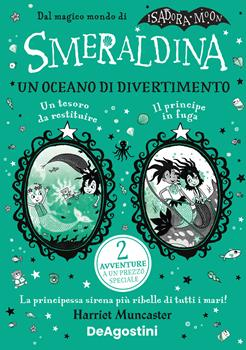 Dal magico mondo di
ISADORA MOON
SMERALDINA
UN OCEANO DI DIVERTIMENTO
Un tesoro
da restituire
Il principe
in fuga
2
AVVENTURE
A UN PREZZO
SPECIALE
La principessa sirena più ribelle di tutti i mari!
Harriet Muncaster
DeAgostini